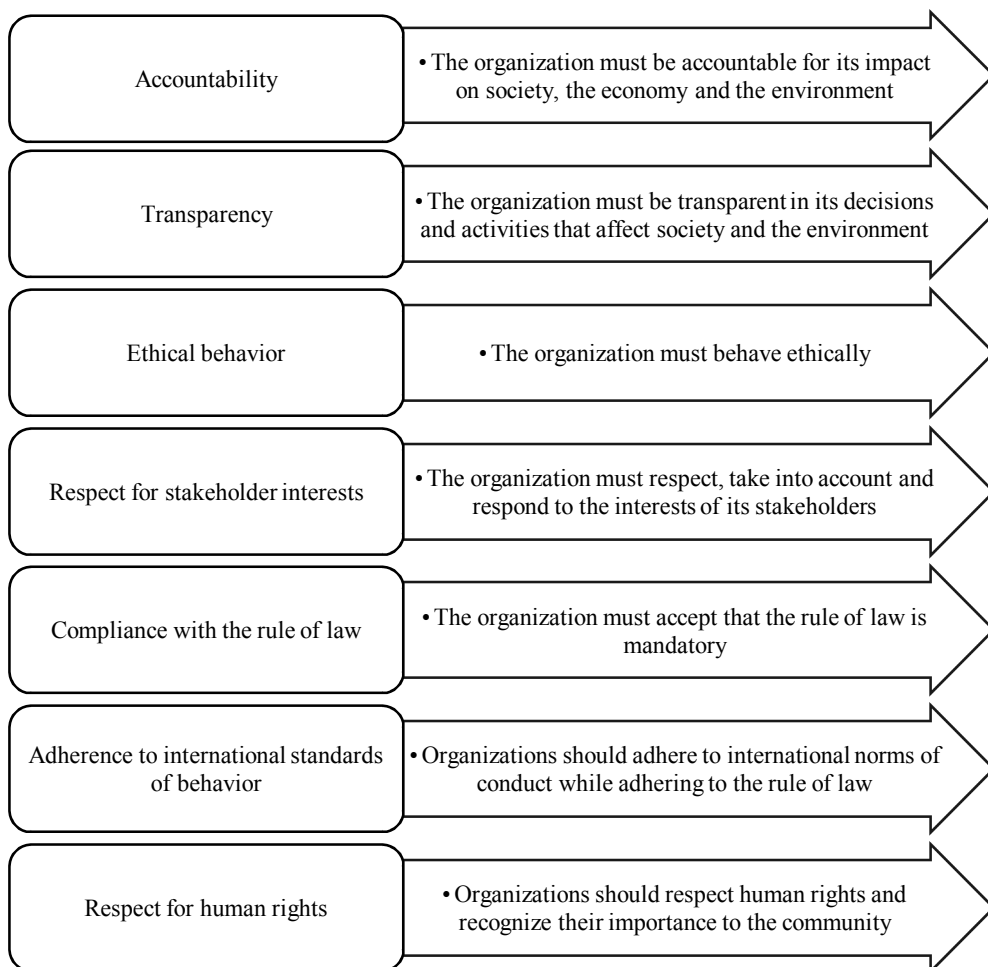 Accountability
• The organization must be accountable for its impact
on society, the economy and the environment
Transparency
• The organization must be transparent in its decisions
and activities that affect society and the environment
Ethical behavior
• The organization must behave ethically
Respect for stakeholder interests
• The organization must respect, take into account and
respond to the interests of its stakeholders
Compliance with the rule of law
• The organization must accept that the rule of law is
mandatory
Adherence to international standards
of behavior
• Organizations should adhere to international norms of
conduct while adhering to the rule of law
Respect for human rights
• Organizations should respect human rights and
recognize their importance to the community